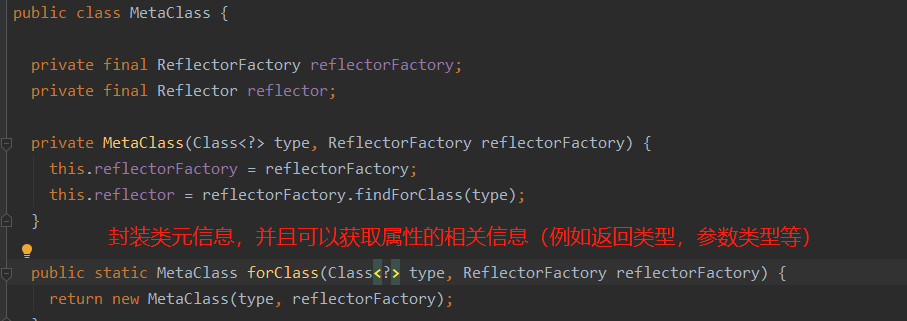 public class MetaClass {
private final ReflectorFactory reflectorFactory;
private final Reflector reflector;
private MetaClass(Class<?> type, ReflectorFactory reflectorFactory) {
this.reflectorFactory = reflectorFactory;
this.reflector = reflectorFactory.findForClass(type);
}
封装类元信息，并且可以获取属性的相关信息（例如返回类型，参数类型等）
public static MetaClass forClass(Class<?> type, ReflectorFactory reflectorFactory) {
return new MetaClass(type, reflectorFactory);
}